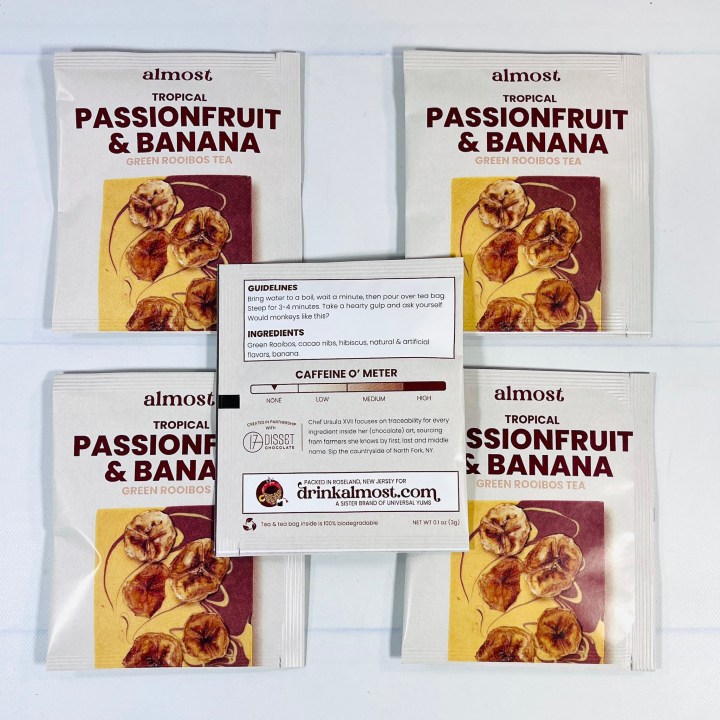 almost
TROPICAL
PASSIONFRUIT
& BANANA
GREEN ROOIBOS TEA
almost
TROPICAL
PASSIONFRUIT
& BANANA
GREEN ROOIBOS TEA
GUIDELINES
Bring water to a boil, wait a minute, then pour over tea bag.
Steep for 3-4 minutes. Take a hearty gulp and ask yourself:
Would monkeys like this?
INGREDIENTS
Green Rooibos, cacao nibs, hibiscus, natural & artificial
flavors, banana
CAFFEINE O' METER
NONE LOW MEDIUM HIGH
CREATED IN PARTNERSHIP
WITH
17 DISSET
CHOCOLATE
Chef Ursula XVII focuses on traceability for every
ingredient inside her (chocolate) art, sourcing
from farmers she knows by first, last and middle
name. Sip the countryside of North Fork, NY.
PACKED IN ROSELAND, NEW JERSEY FOR
drinkalmost.com
A SISTER BRAND OF UNIVERSAL YUMS
Tea & tea bag inside is 100% biodegradable NET WT 0.1 oz (3g)
almost
TROPICAL
PASSIONFRUIT
& BANA
GREEN ROOIBOS TEA
almost
TROPICAL
SSIONFRUIT
& BANANA
GREEN ROOIBOS TEA